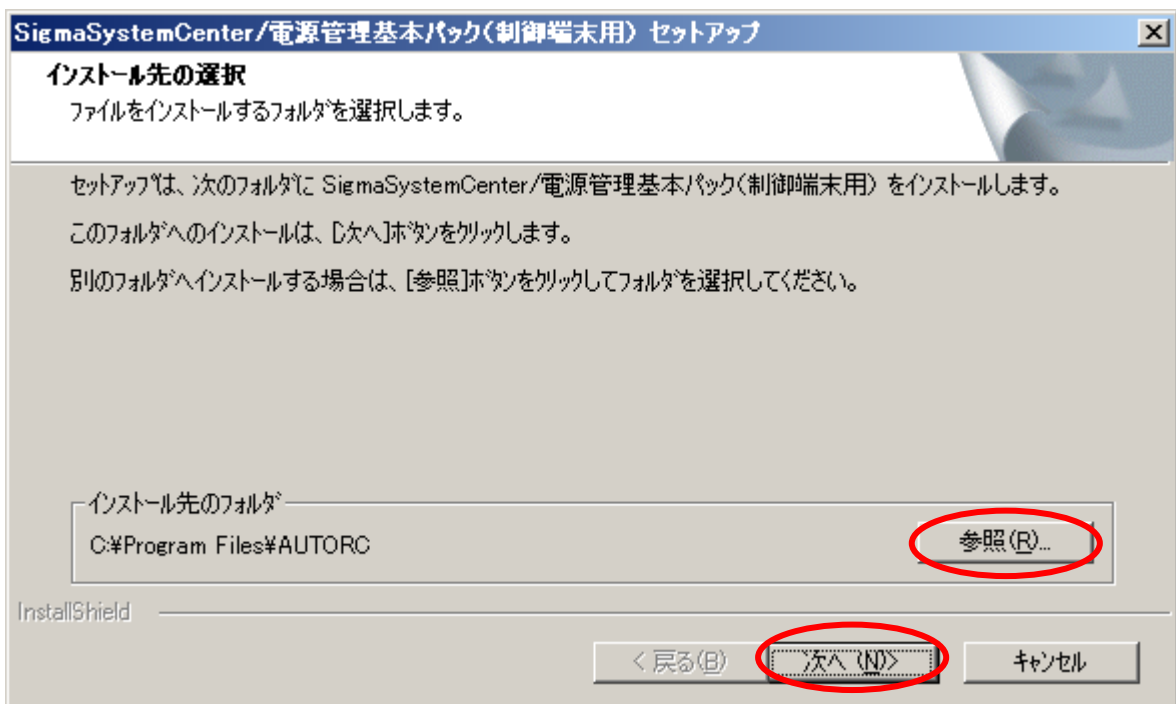 SigmaSystemCenter/電源管理基本パック(制御端末用) セットアップ
インストール先の選択
ファイルをインストールするフォルダを選択します。
セットアップは、次のフォルダに SigmaSystemCenter/電源管理基本パック(制御端末用) をインストールします。
このフォルダへのインストールは、[次へ]ボタンをクリックします。
別のフォルダへインストールする場合は、[参照]ボタンをクリックしてフォルダを選択してください。
インストール先のフォルダ
C:¥Program Files¥AUTORC
参照(R)...
InstallShield
< 戻る(B)
次へ (N)>
キャンセル